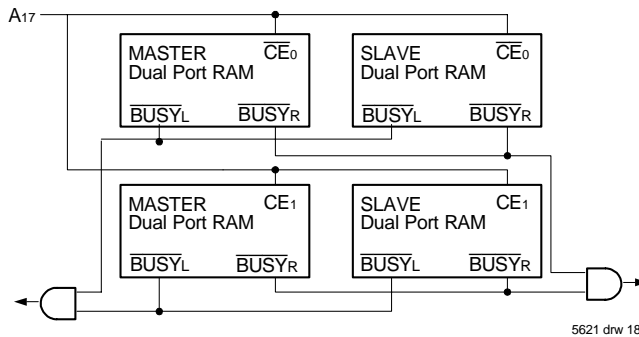 A17
MASTER CE0
Dual Port RAM
BUSYL BUSYR
SLAVE CE0
Dual Port RAM
BUSYL BUSYR
MASTER CE1
Dual Port RAM
BUSYL BUSYR
SLAVE CE1
Dual Port RAM
BUSYL BUSYR
5621 drw 18